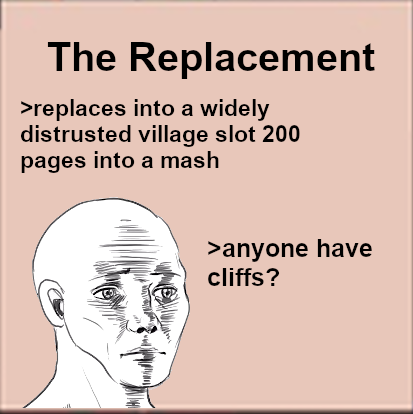 The Replacement
>replaces into a widely
distrusted village slot 200
pages into a mash
>anyone have
cliffs?